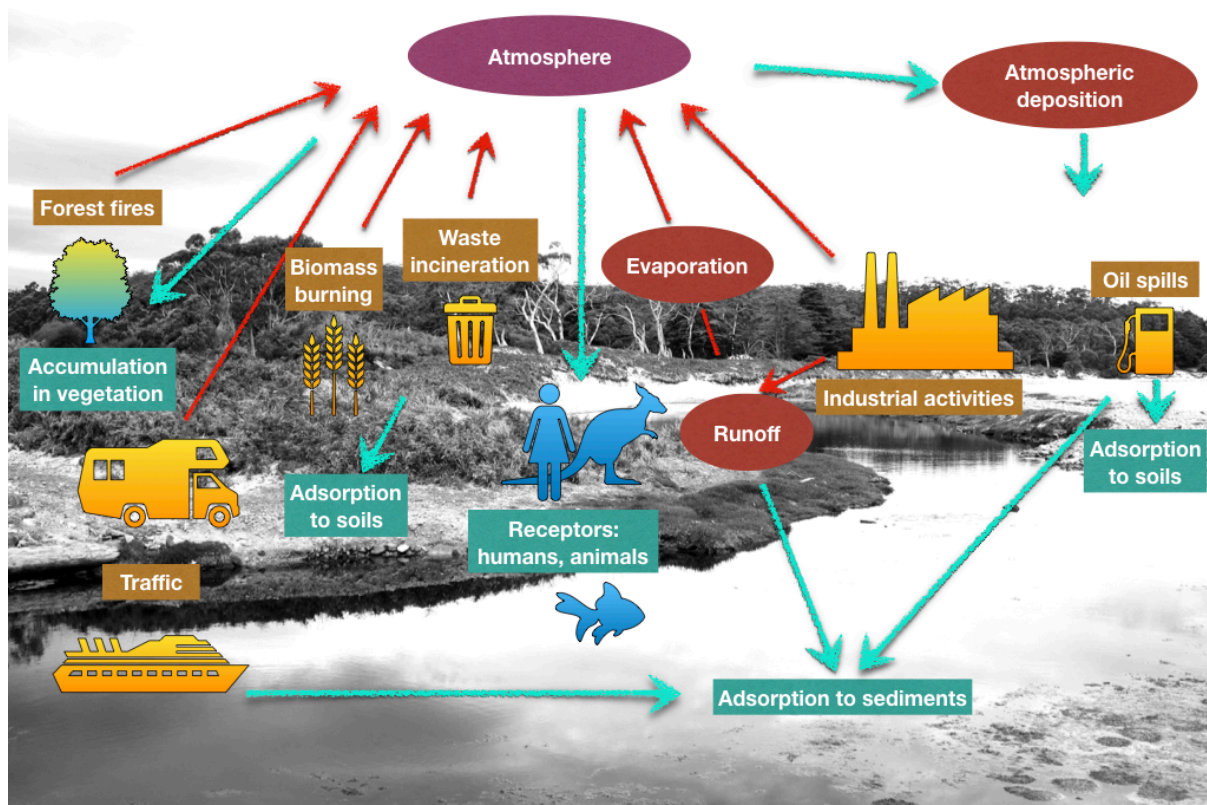 Atmosphere
Atmospheric
deposition
Forest fires
Waste
incineration
Biomass
burning
Evaporation
Oil spills
Accumulation
in vegetation
Industrial activities
Runoff
Adsorption
to soils
Adsorption
to soils
Receptors:
humans, animals
Traffic
Adsorption to sediments